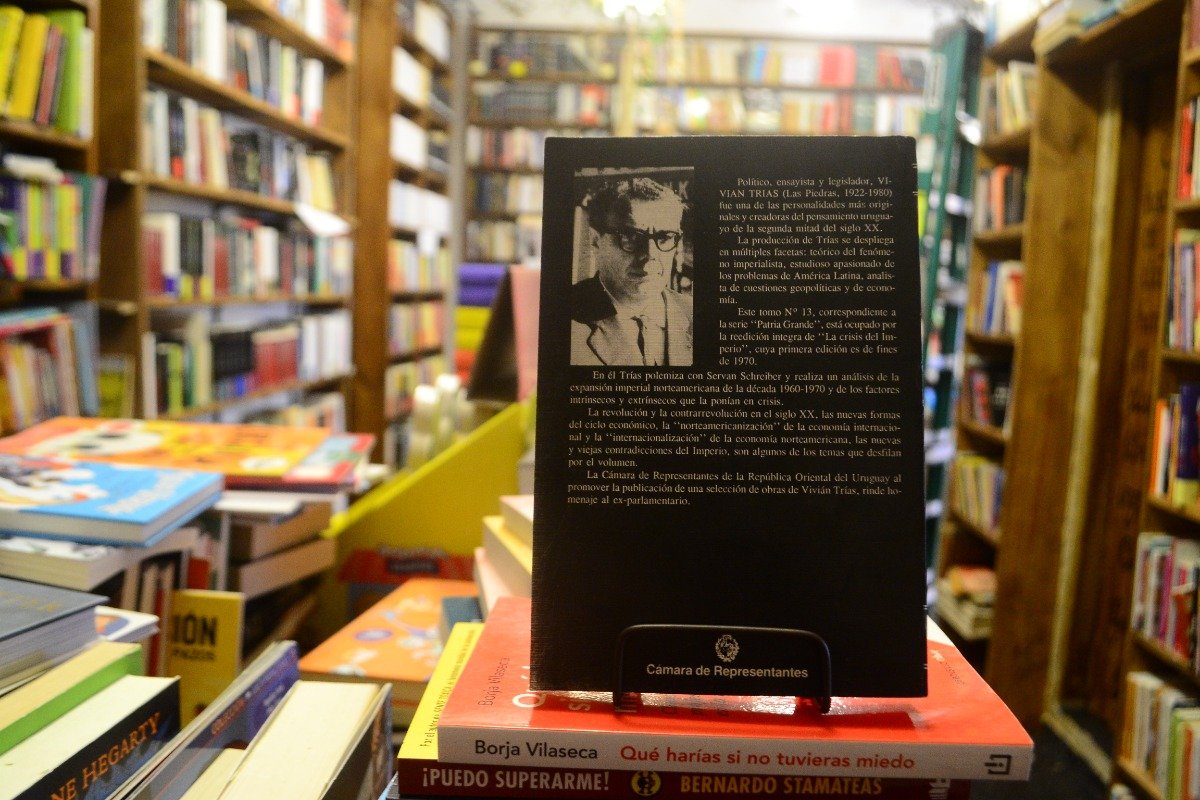 Político, ensayista y legislador, VI-
VIAN TRIAS (Las Piedras, 1922-1980)
fue una de las personalidades más origi-
nales y creadoras del pensamiento urugua-
yo de la segunda mitad del siglo XX.
La producción de Trías se despliega
en múltiples facetas: teórico del fenóme-
no imperialista, estudioso apasionado de
los problemas de América Latina, analis-
ta de cuestiones geopolíticas y de econo-
mía.
Este tomo Nº 13, correspondiente a
la serie "Patria Grande", está ocupado por
la reedición integra de "La crisis del Im-
perio", cuya primera edición es de fines
de 1970.
En él Trías polemiza con Servan Schreiber y realiza un análisis de la
expansión imperial norteamericana de la década 1960-1970 y de los factores
intrínsecos y extrínsecos que la ponían en crisis.
La revolución y la contrarrevolución en el siglo XX, las nuevas formas
del ciclo económico, la "norteamericanización" de la economía internacio-
nal y la "internacionalización" de la economía norteamericana, las nuevas
y viejas contradicciones del Imperio, son algunos de los temas que desfilan
por el volumen.
La Cámara de Representantes de la República Oriental del Uruguay al
promover la publicación de una selección de obras de Vivián Trías, rinde ho-
menaje al ex-parlamentario.
Cámara de Representantes
Borja Vilaseca
Borja Vilaseca Qué harías si no tuvieras miedo
¡PUEDO SUPERARME! BERNARDO STAMATEAS
IÓN
NE HEGARTY